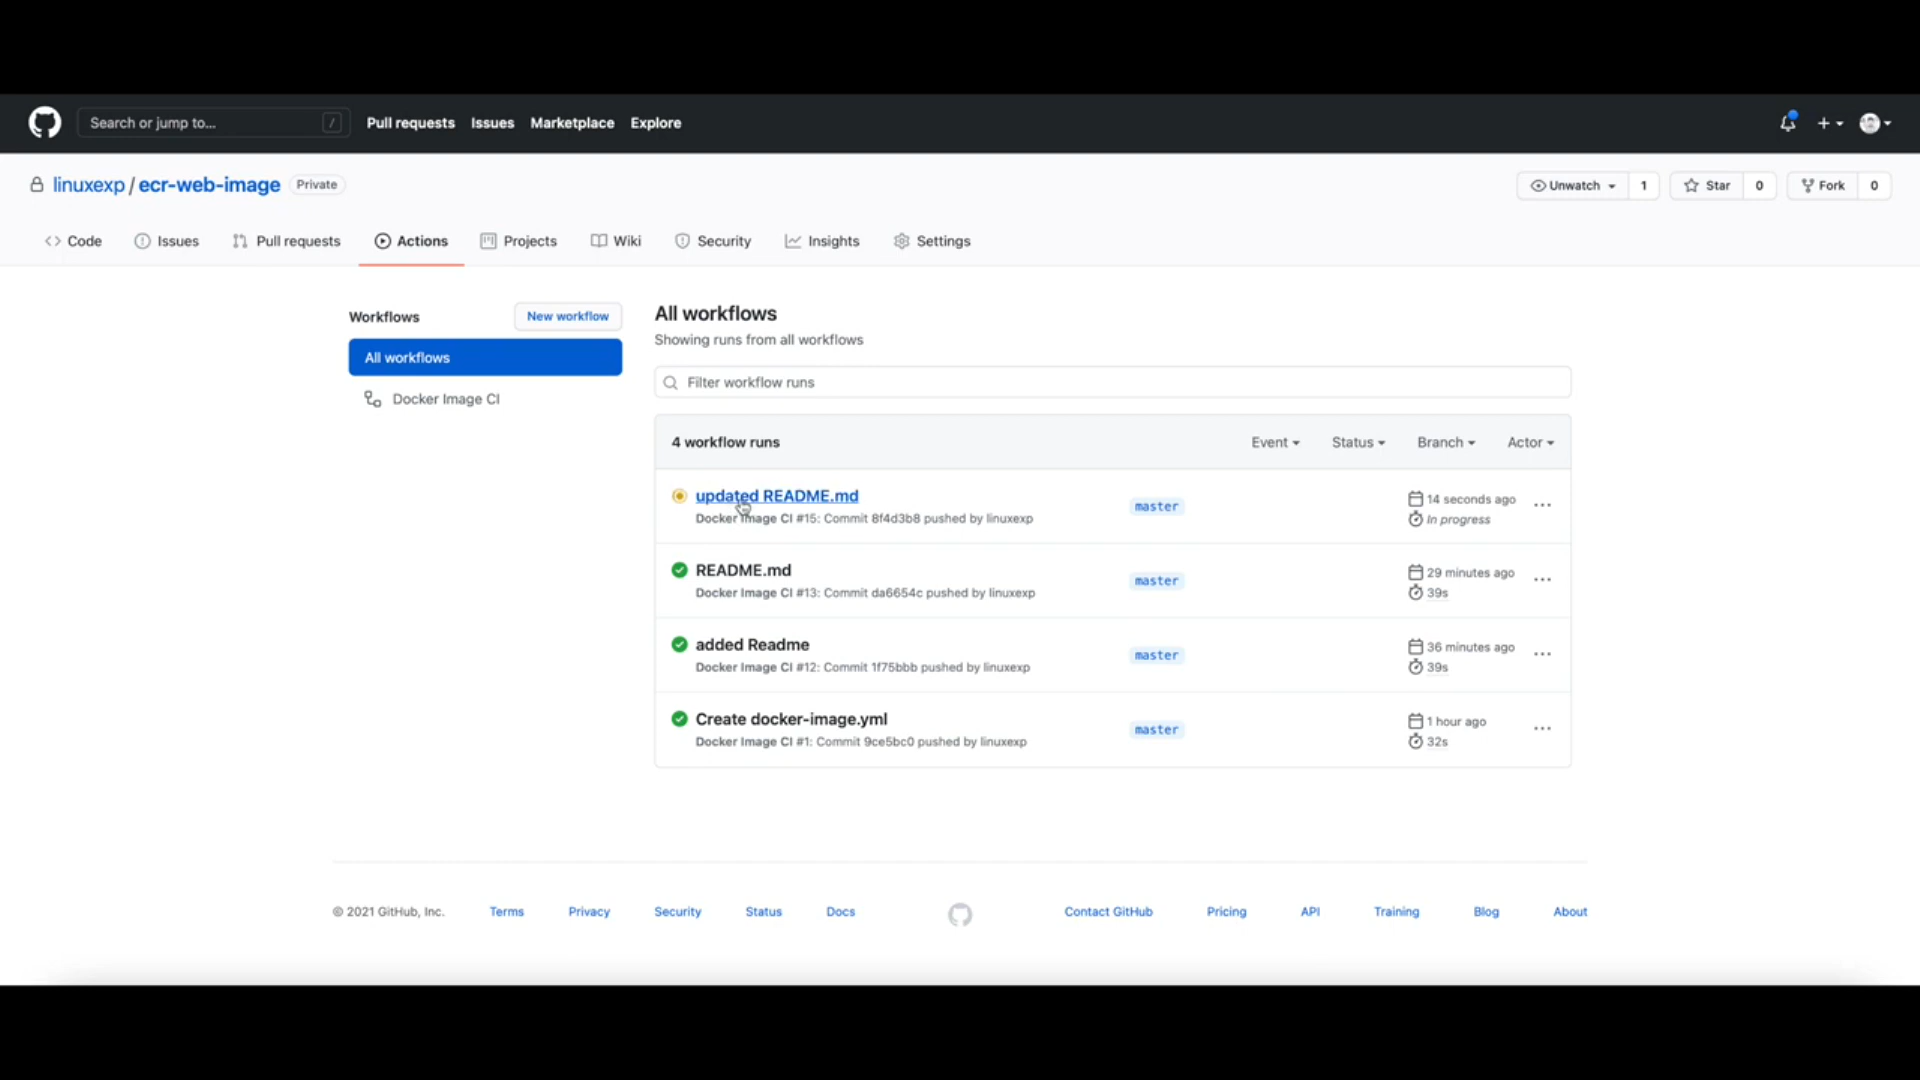 Search or jump to... / Pull requests Issues Marketplace Explore
linuxexp / ecr-web-image Private Unwatch 1 Star 0 Fork 0
Code Issues Pull requests Actions Projects Wiki Security Insights Settings
Workflows New workflow
All workflows
Docker Image CI
All workflows
Showing runs from all workflows
Filter workflow runs
4 workflow runs Event Status Branch Actor
updated README.md
Docker Image CI #15: Commit 8f4d3b8 pushed by linuxexp
master
14 seconds ago
In progress
README.md
Docker Image CI #13: Commit da6654c pushed by linuxexp
master
29 minutes ago
39s
added Readme
Docker Image CI #12: Commit 1f75bbb pushed by linuxexp
master
36 minutes ago
39s
Create docker-image.yml
Docker Image CI #1: Commit 9ce5bc0 pushed by linuxexp
master
1 hour ago
32s
© 2021 GitHub, Inc. Terms Privacy Security Status Docs Contact GitHub Pricing API Training Blog About